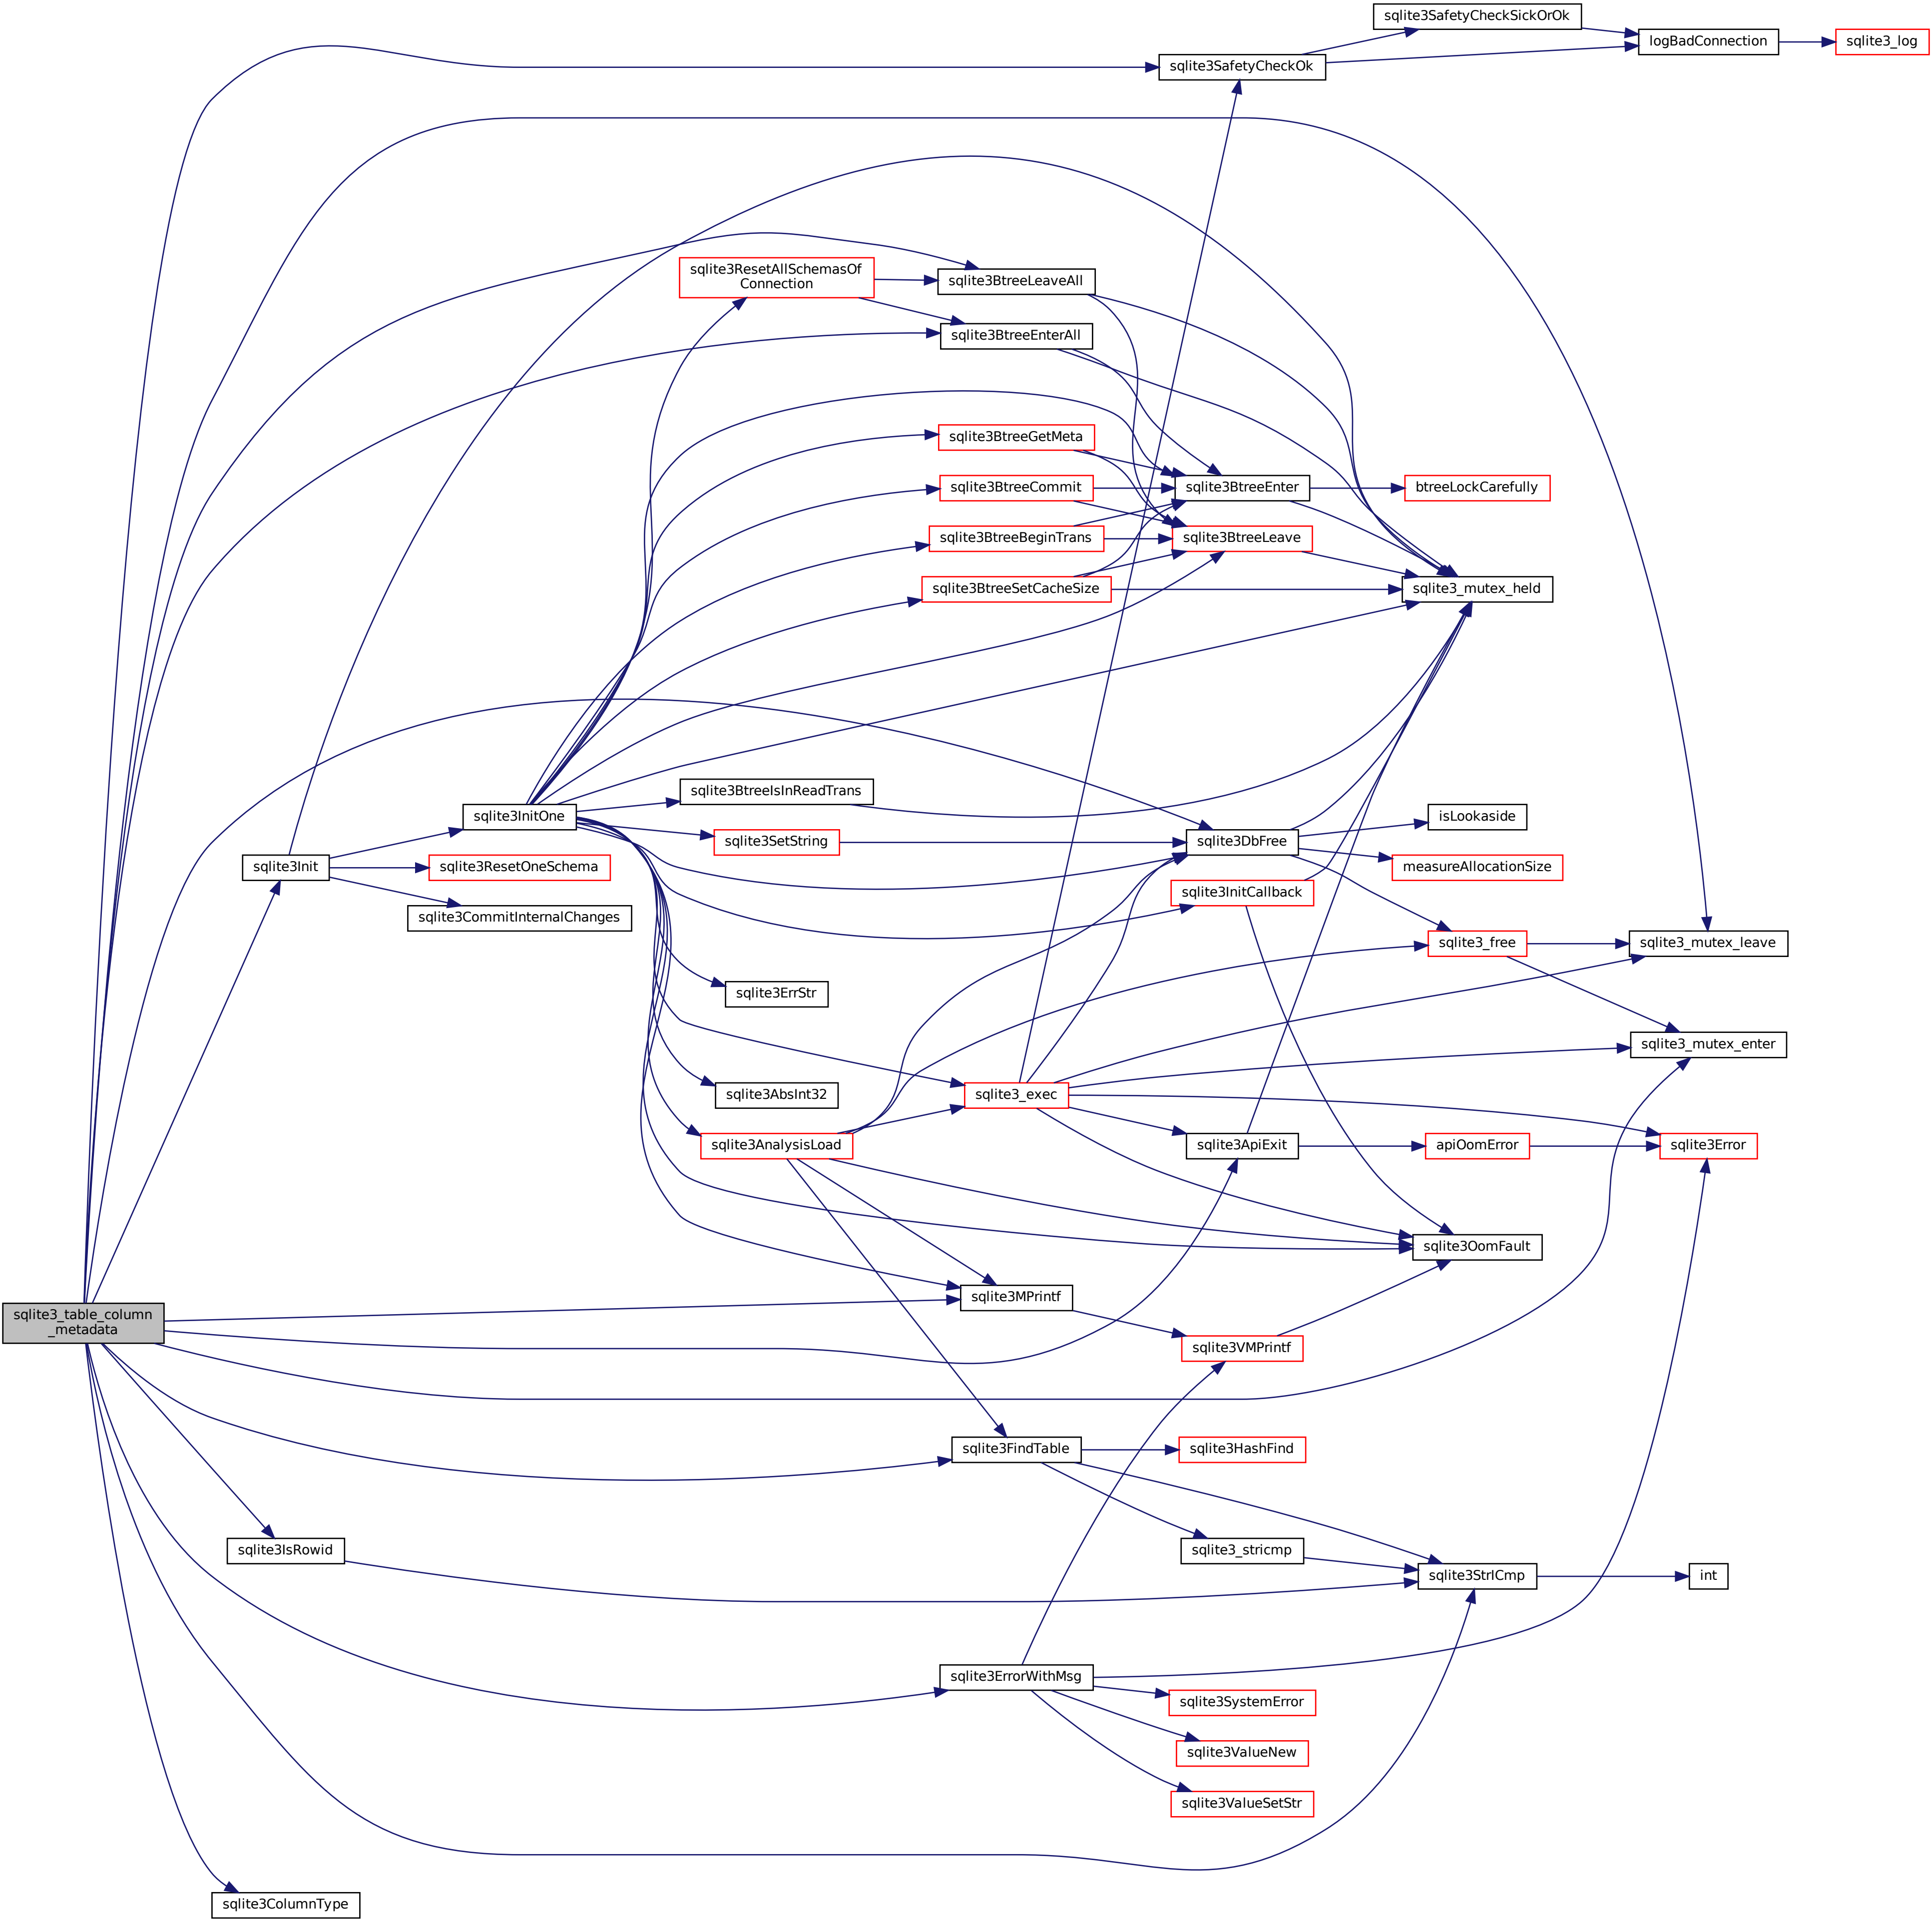 sqlite3SafetyCheckSickOrOk
logBadConnection
sqlite3_log
sqlite3SafetyCheckOk
sqlite3ResetAllSchemasOf
Connection
sqlite3BtreeLeaveAll
sqlite3BtreeEnterAll
sqlite3BtreeGetMeta
sqlite3BtreeCommit
sqlite3BtreeEnter
btreeLockCarefully
sqlite3BtreeBeginTrans
sqlite3BtreeLeave
sqlite3BtreeSetCacheSize
sqlite3_mutex_held
sqlite3BtreeIsInReadTrans
sqlite3InitOne
isLookaside
sqlite3SetString
sqlite3DbFree
sqlite3Init
sqlite3ResetOneSchema
measureAllocationSize
sqlite3InitCallback
sqlite3CommitInternalChanges
sqlite3_free
sqlite3_mutex_leave
sqlite3ErrStr
sqlite3_mutex_enter
sqlite3AbsInt32
sqlite3_exec
sqlite3AnalysisLoad
sqlite3ApiExit
apiOomError
sqlite3Error
sqlite3OomFault
sqlite3MPrintf
sqlite3_table_column
_metadata
sqlite3VMPrintf
sqlite3FindTable
sqlite3HashFind
sqlite3IsRowid
sqlite3_stricmp
sqlite3StrICmp
int
sqlite3ErrorWithMsg
sqlite3SystemError
sqlite3ValueNew
sqlite3ValueSetStr
sqlite3ColumnType